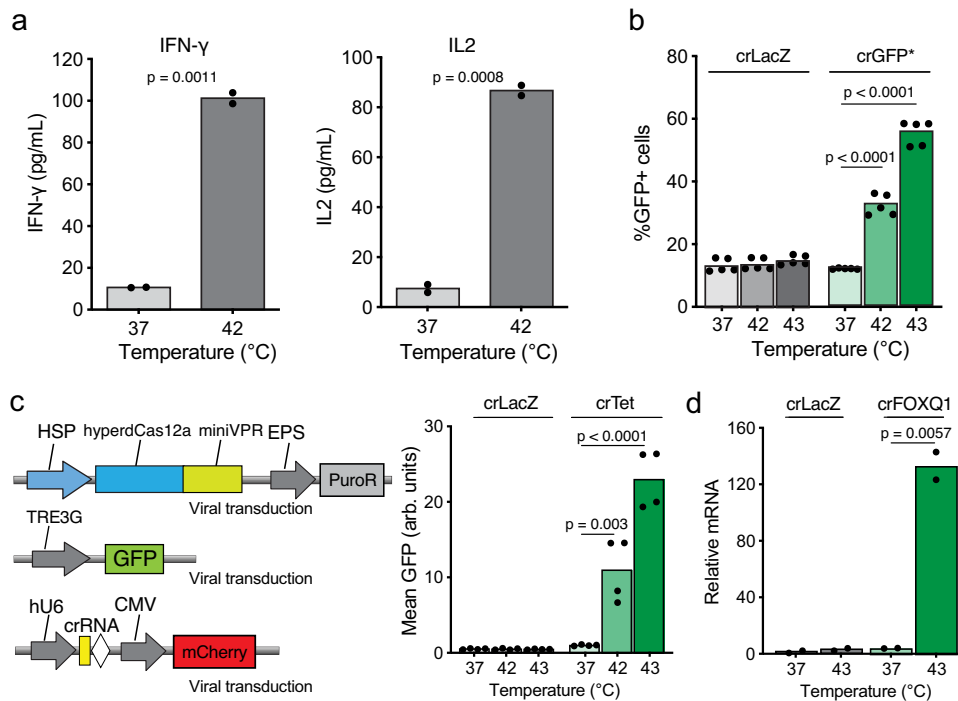 a
IFN-γ
p = 0.0011
IFN-γ (pg/mL)
120
100
80
60
40
20
0
37
42
Temperature (°C)
IL2
p = 0.0008
IL2 (pg/mL)
100
80
60
40
20
0
37
42
Temperature (°C)
b
crLacZ
crGFP*
p < 0.0001
p < 0.0001
%GFP+ cells
80
60
40
20
0
37 42 43 37 42 43
Temperature (°C)
c
HSP
hyperdCas12a
miniVPR
EPS
PuroR
Viral transduction
TRE3G
GFP
Viral transduction
hU6
crRNA
CMV
mCherry
Viral transduction
crLacZ
crTet
p < 0.0001
p = 0.003
Mean GFP (arb. units)
30
20
10
0
37 42 43 37 42 43
Temperature (°C)
d
crLacZ
crFOXQ1
p = 0.0057
Relative mRNA
160
120
80
40
0
37 43 37 43
Temperature (°C)